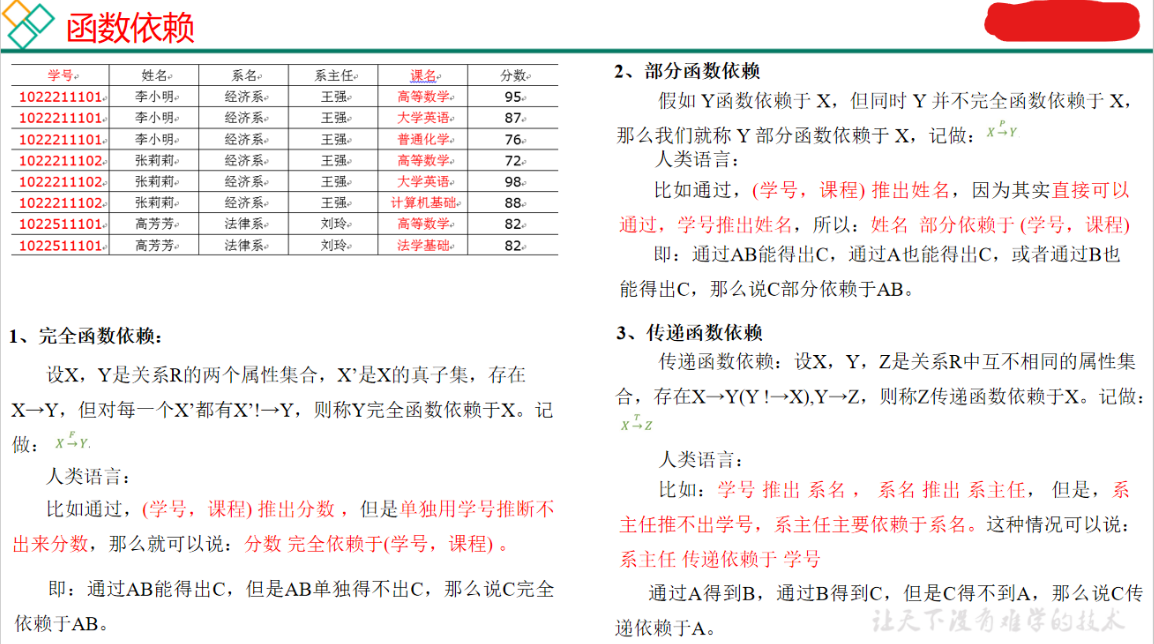 函数依赖
学号 姓名 系名 系主任 课名 分数
1022211101 李小明 经济系 王强 高等数学 95
1022211101 李小明 经济系 王强 大学英语 87
1022211101 李小明 经济系 王强 普通化学 76
1022211102 张莉莉 经济系 王强 高等数学 72
1022211102 张莉莉 经济系 王强 大学英语 98
1022211102 张莉莉 经济系 王强 计算机基础 88
1022511101 高芳芳 法律系 刘玲 高等数学 82
1022511101 高芳芳 法律系 刘玲 法学基础 82
1、完全函数依赖:
设X，Y是关系R的两个属性集合，X’是X的真子集，存在
X→Y，但对每一个X’都有X’!→Y，则称Y完全函数依赖于X。记
做： X F→ Y.
人类语言：
比如通过，(学号，课程) 推出分数 ，但是单独用学号推断不
出来分数，那么就可以说：分数 完全依赖于(学号，课程) 。
即：通过AB能得出C，但是AB单独得不出C，那么说C完全
依赖于AB。
2、部分函数依赖
假如 Y函数依赖于 X，但同时 Y 并不完全函数依赖于 X，
那么我们就称 Y 部分函数依赖于 X，记做： X P→ Y
人类语言：
比如通过，(学号，课程) 推出姓名，因为其实直接可以
通过，学号推出姓名，所以：姓名 部分依赖于 (学号，课程)
即：通过AB能得出C，通过A也能得出C，或者通过B也
能得出C，那么说C部分依赖于AB。
3、传递函数依赖
传递函数依赖：设X，Y，Z是关系R中互不相同的属性集
合，存在X→Y(Y !→X),Y→Z，则称Z传递函数依赖于X。记做：
X T→ Z
人类语言：
比如：学号 推出 系名 ， 系名 推出 系主任， 但是，系
主任推不出学号，系主任主要依赖于系名。这种情况可以说：
系主任 传递依赖于 学号
通过A得到B，通过B得到C，但是C得不到A，那么说C传
递依赖于A。
让天下没有难学的技术